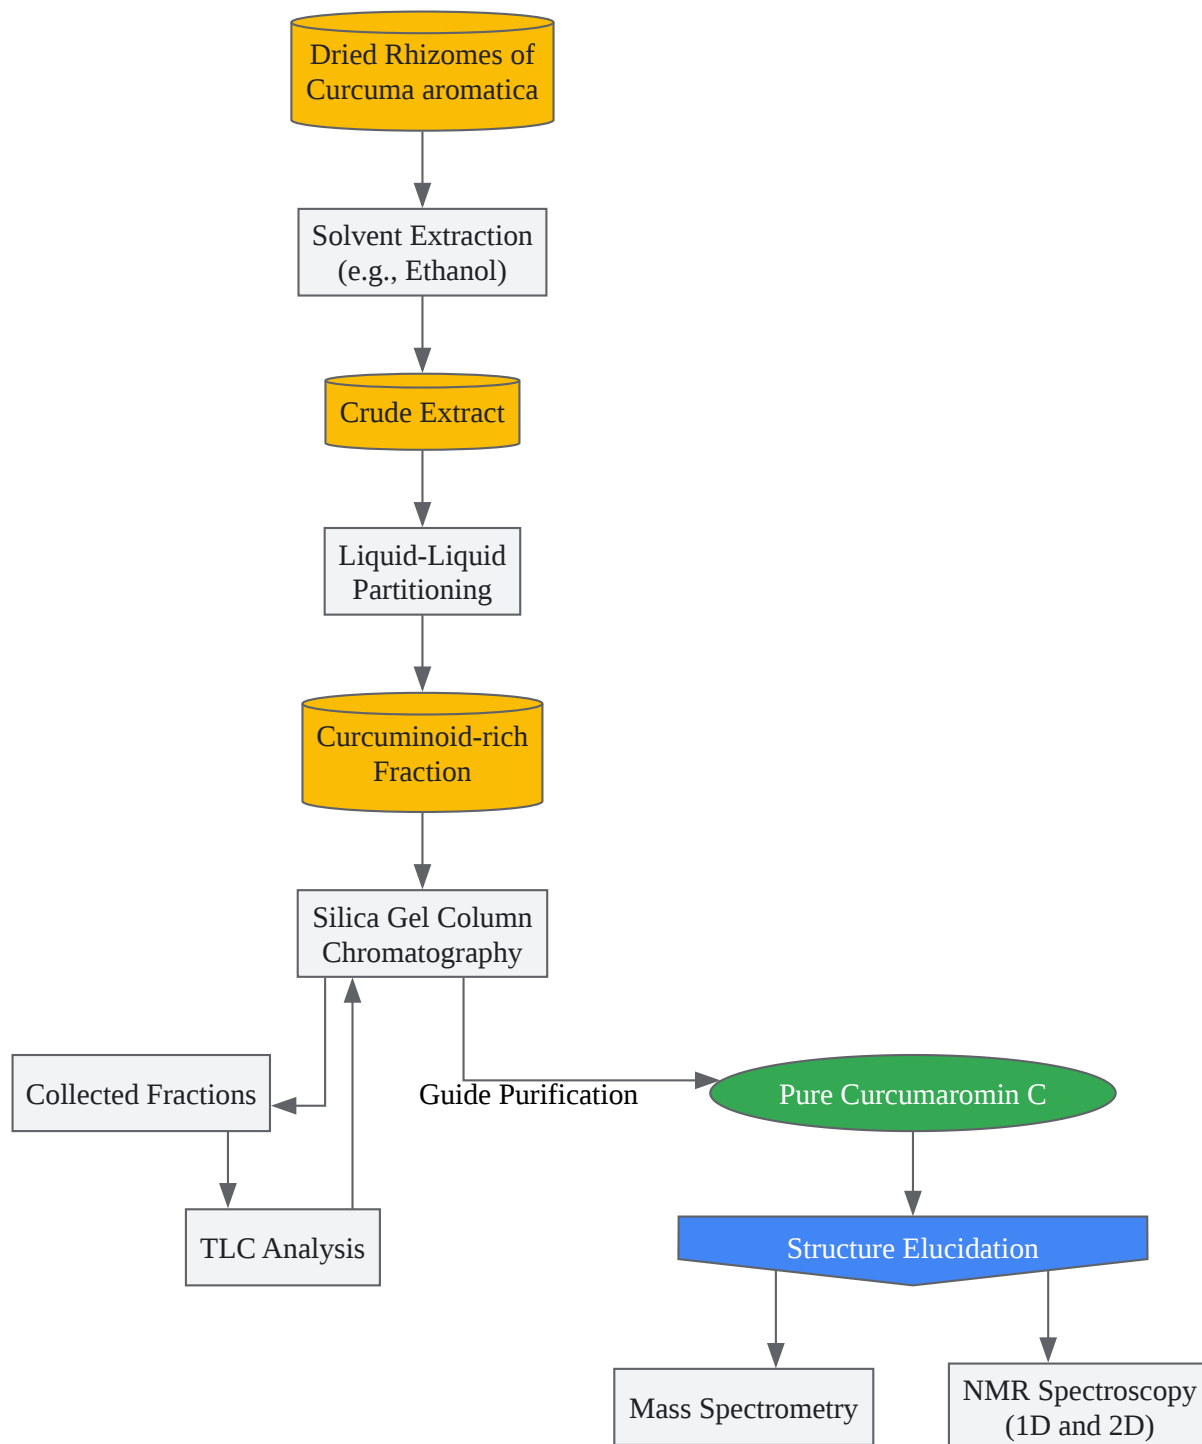 Dried Rhizomes of
Curcuma aromatica
Solvent Extraction
(e.g., Ethanol)
Crude Extract
Liquid-Liquid
Partitioning
Curcuminoid-rich
Fraction
Silica Gel Column
Chromatography
Collected Fractions
Guide Purification
Pure Curcumaromin C
TLC Analysis
Structure Elucidation
Mass Spectrometry
NMR Spectroscopy
(1D and 2D)